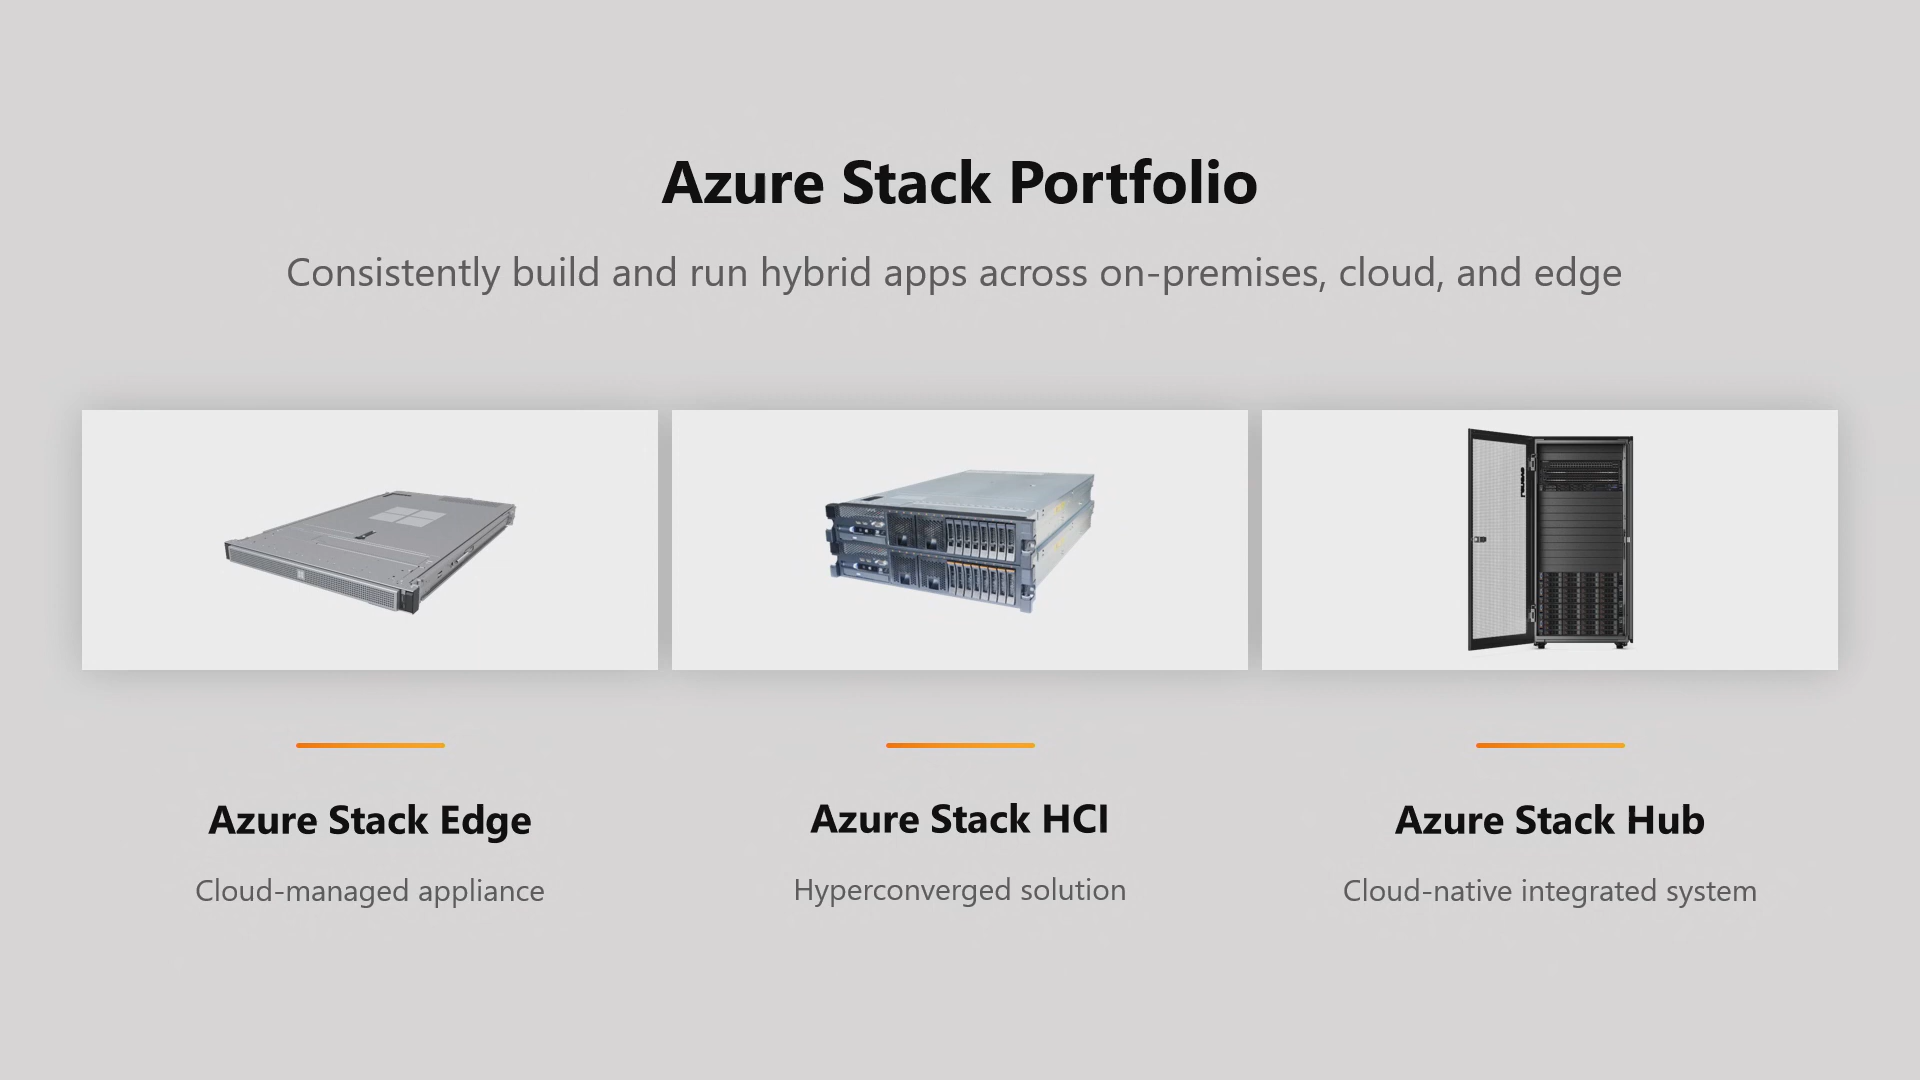 Azure Stack Portfolio
Consistently build and run hybrid apps across on-premises, cloud, and edge
Azure Stack Edge
Azure Stack HCI
Azure Stack Hub
Cloud-managed appliance
Hyperconverged solution
Cloud-native integrated system